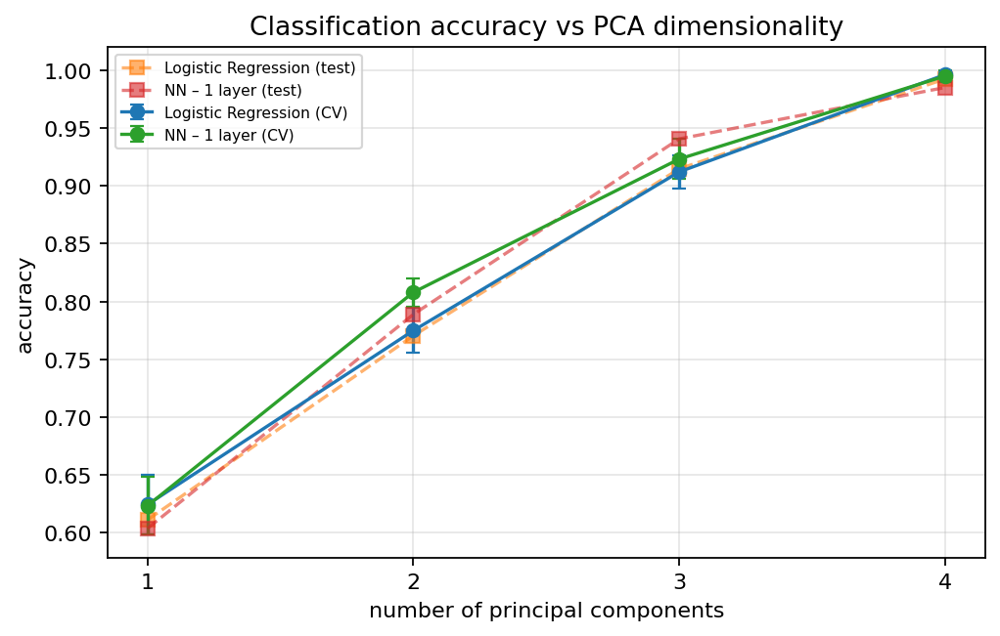 Classification accuracy vs PCA dimensionality
Logistic Regression (test)
NN – 1 layer (test)
Logistic Regression (CV)
NN – 1 layer (CV)
1.00
0.95
0.90
0.85
0.80
0.75
0.70
0.65
0.60
accuracy
1 2 3 4
number of principal components